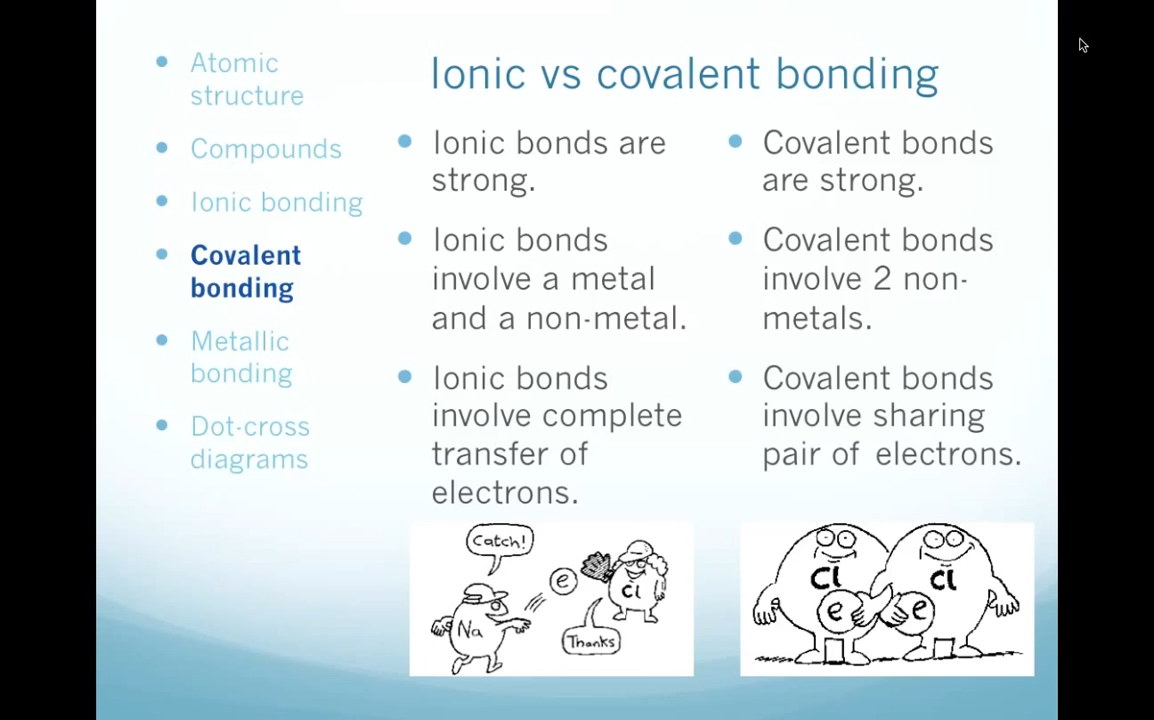 Atomic
structure
Compounds
Ionic bonding
Covalent
bonding
Metallic
bonding
Dot-cross
diagrams
Ionic vs covalent bonding
Ionic bonds are
strong.
Ionic bonds
involve a metal
and a non-metal.
Ionic bonds
involve complete
transfer of
electrons.
Catch!
e
Cl
Na
Thanks
Covalent bonds
are strong.
Covalent bonds
involve 2 non-
metals.
Covalent bonds
involve sharing
pair of electrons.
Cl Cl
e e